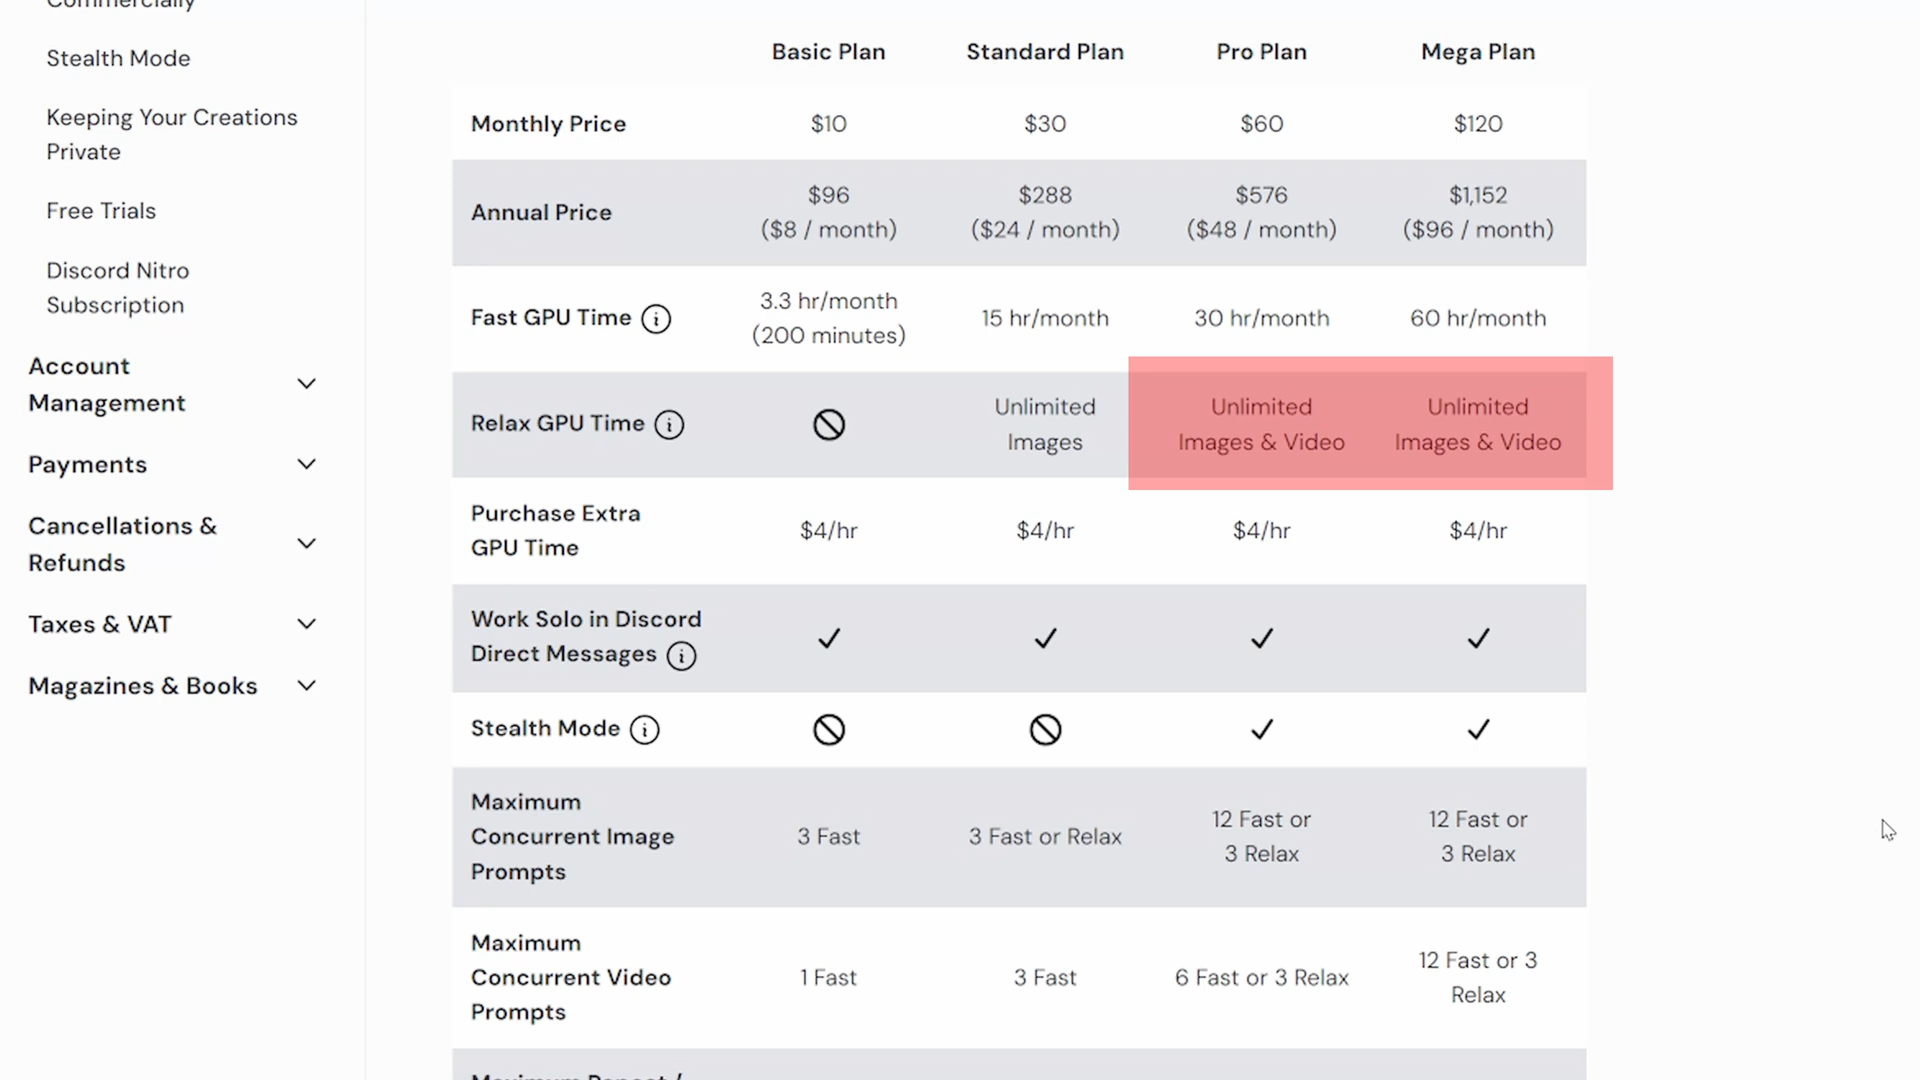 Commercially
Stealth Mode
Keeping Your Creations
Private
Free Trials
Discord Nitro
Subscription
Account
Management
Payments
Cancellations &
Refunds
Taxes & VAT
Magazines & Books
Basic Plan Standard Plan Pro Plan Mega Plan
Monthly Price $10 $30 $60 $120
Annual Price $96 $288 $576 $1,152
($8 / month) ($24 / month) ($48 / month) ($96 / month)
Fast GPU Time 3.3 hr/month 15 hr/month 30 hr/month 60 hr/month
(200 minutes)
Relax GPU Time Unlimited Unlimited Unlimited
Images Images & Video Images & Video
Purchase Extra
GPU Time $4/hr $4/hr $4/hr $4/hr
Work Solo in Discord
Direct Messages
Stealth Mode
Maximum
Concurrent Image
Prompts
3 Fast 3 Fast or Relax 12 Fast or 12 Fast or
3 Relax 3 Relax
Maximum
Concurrent Video
Prompts
1 Fast 3 Fast 6 Fast or 3 Relax 12 Fast or 3
Relax
Maximum Repeat /